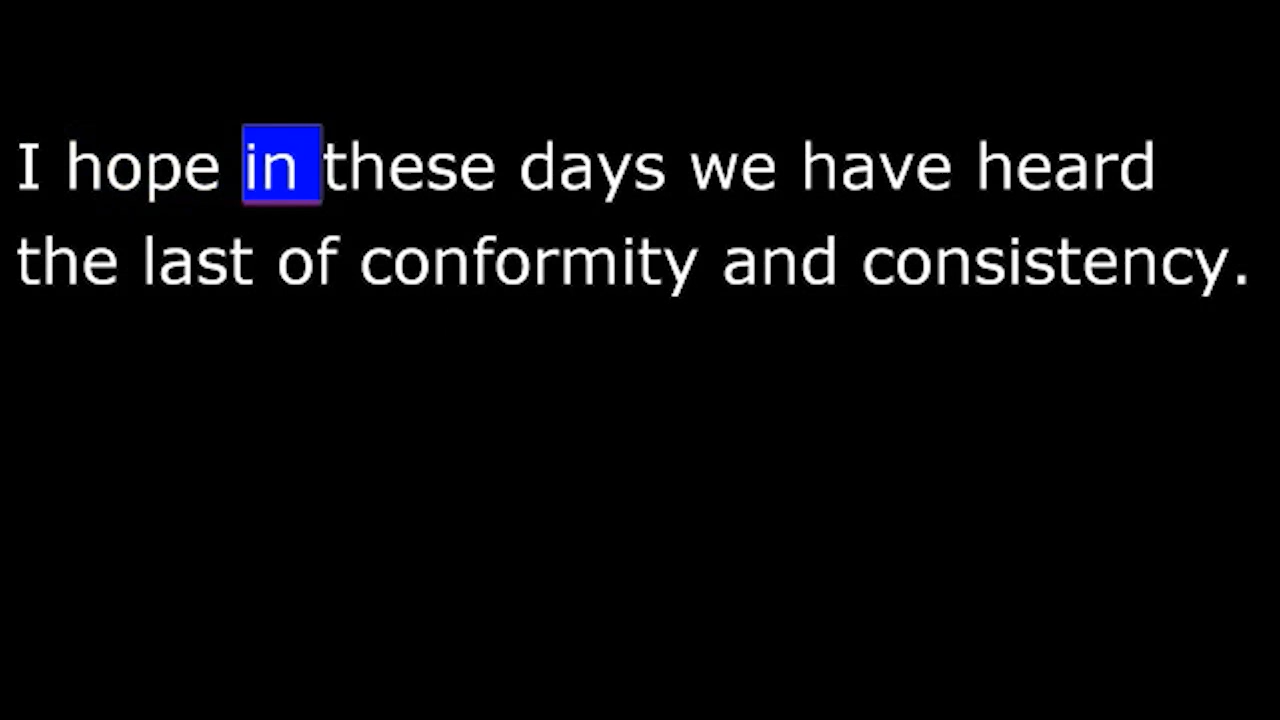 I hope in these days we have heard
the last of conformity and consistency.